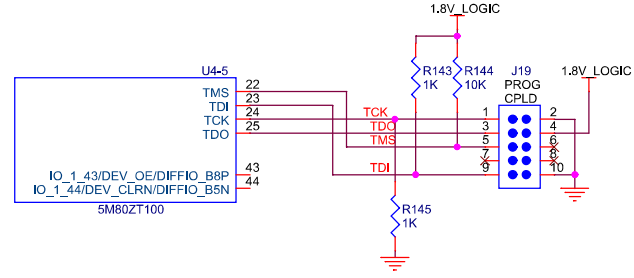 1.8V_LOGIC
U4-5
R143
1K
R144
10K
J19
PROG
CPLD
1.8V_LOGIC
TMS 22
TDI 23
TCK 24
TDO 25
TCK
TDO
TMS
TDI
1 2
3 4
5 6
7 8
9 10
IO_1_43/DEV_OE/DIFFIO_B8P 43
IO_1_44/DEV_CLRN/DIFFIO_B5N 44
5M80ZT100
R145
1K